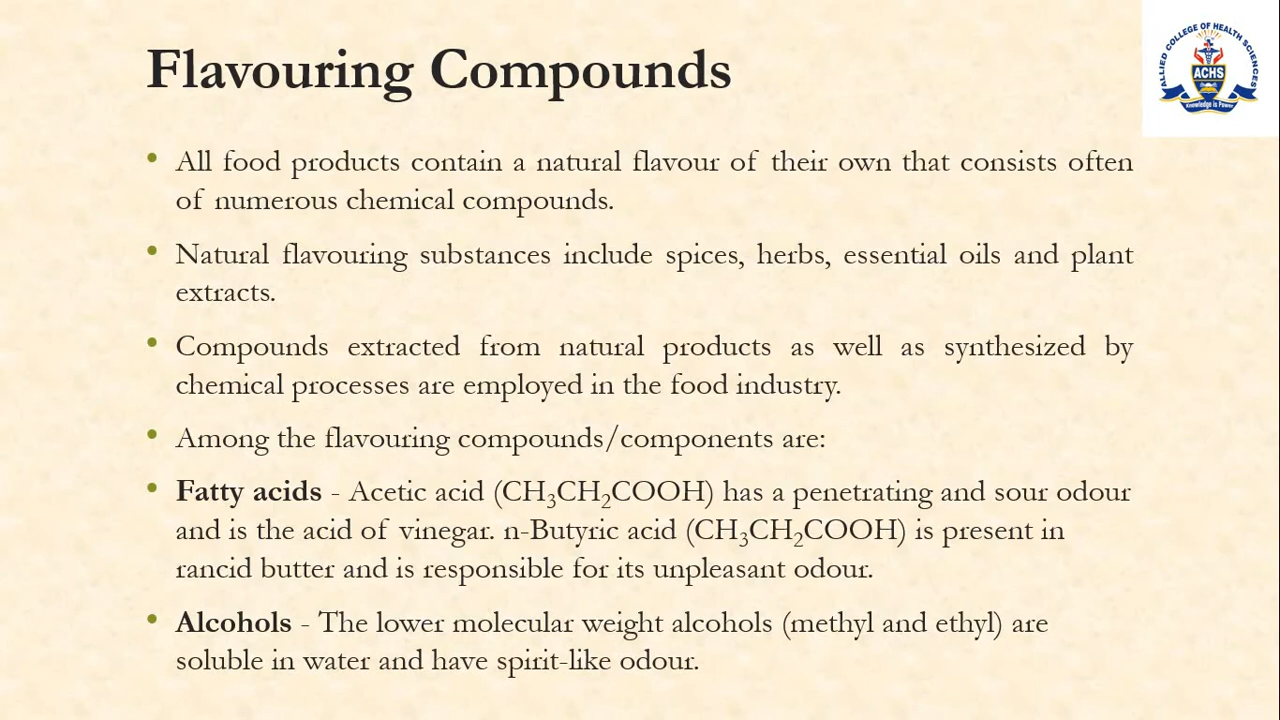 Flavouring Compounds
ALLIED COLLEGE OF HEALTH SCIENCES
ACHS
Knowledge is Power
• All food products contain a natural flavour of their own that consists often
of numerous chemical compounds.
• Natural flavouring substances include spices, herbs, essential oils and plant
extracts.
• Compounds extracted from natural products as well as synthesized by
chemical processes are employed in the food industry.
• Among the flavouring compounds/components are:
• Fatty acids - Acetic acid (CH₃CH₂COOH) has a penetrating and sour odour
and is the acid of vinegar. n-Butyric acid (CH₃CH₂COOH) is present in
rancid butter and is responsible for its unpleasant odour.
• Alcohols - The lower molecular weight alcohols (methyl and ethyl) are
soluble in water and have spirit-like odour.